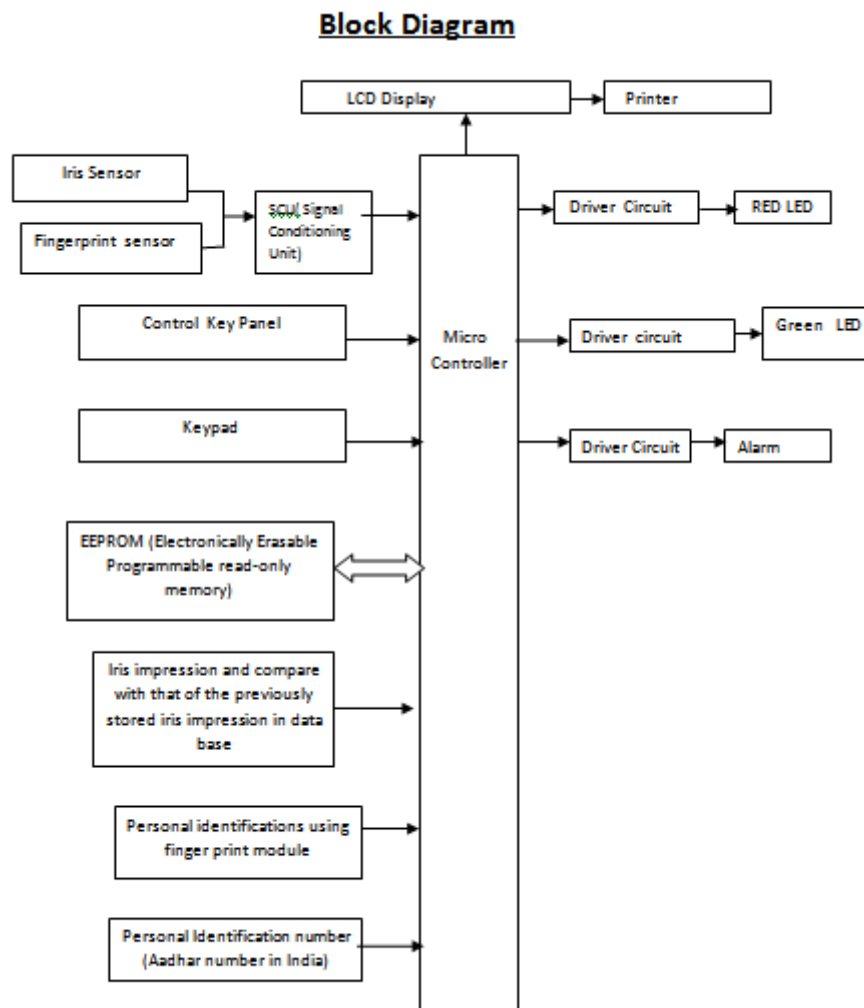 Block Diagram
LCD Display
Printer
Iris Sensor
Fingerprint sensor
SCU( Signal
Conditioning
Unit)
Driver Circuit
RED LED
Control Key Panel
Micro
Controller
Driver circuit
Green LED
Keypad
Driver Circuit
Alarm
EEPROM (Electronically Erasable
Programmable read-only
memory)
Iris impression and compare
with that of the previously
stored iris impression in data
base
Personal identifications using
finger print module
Personal Identification number
(Aadhar number in India)